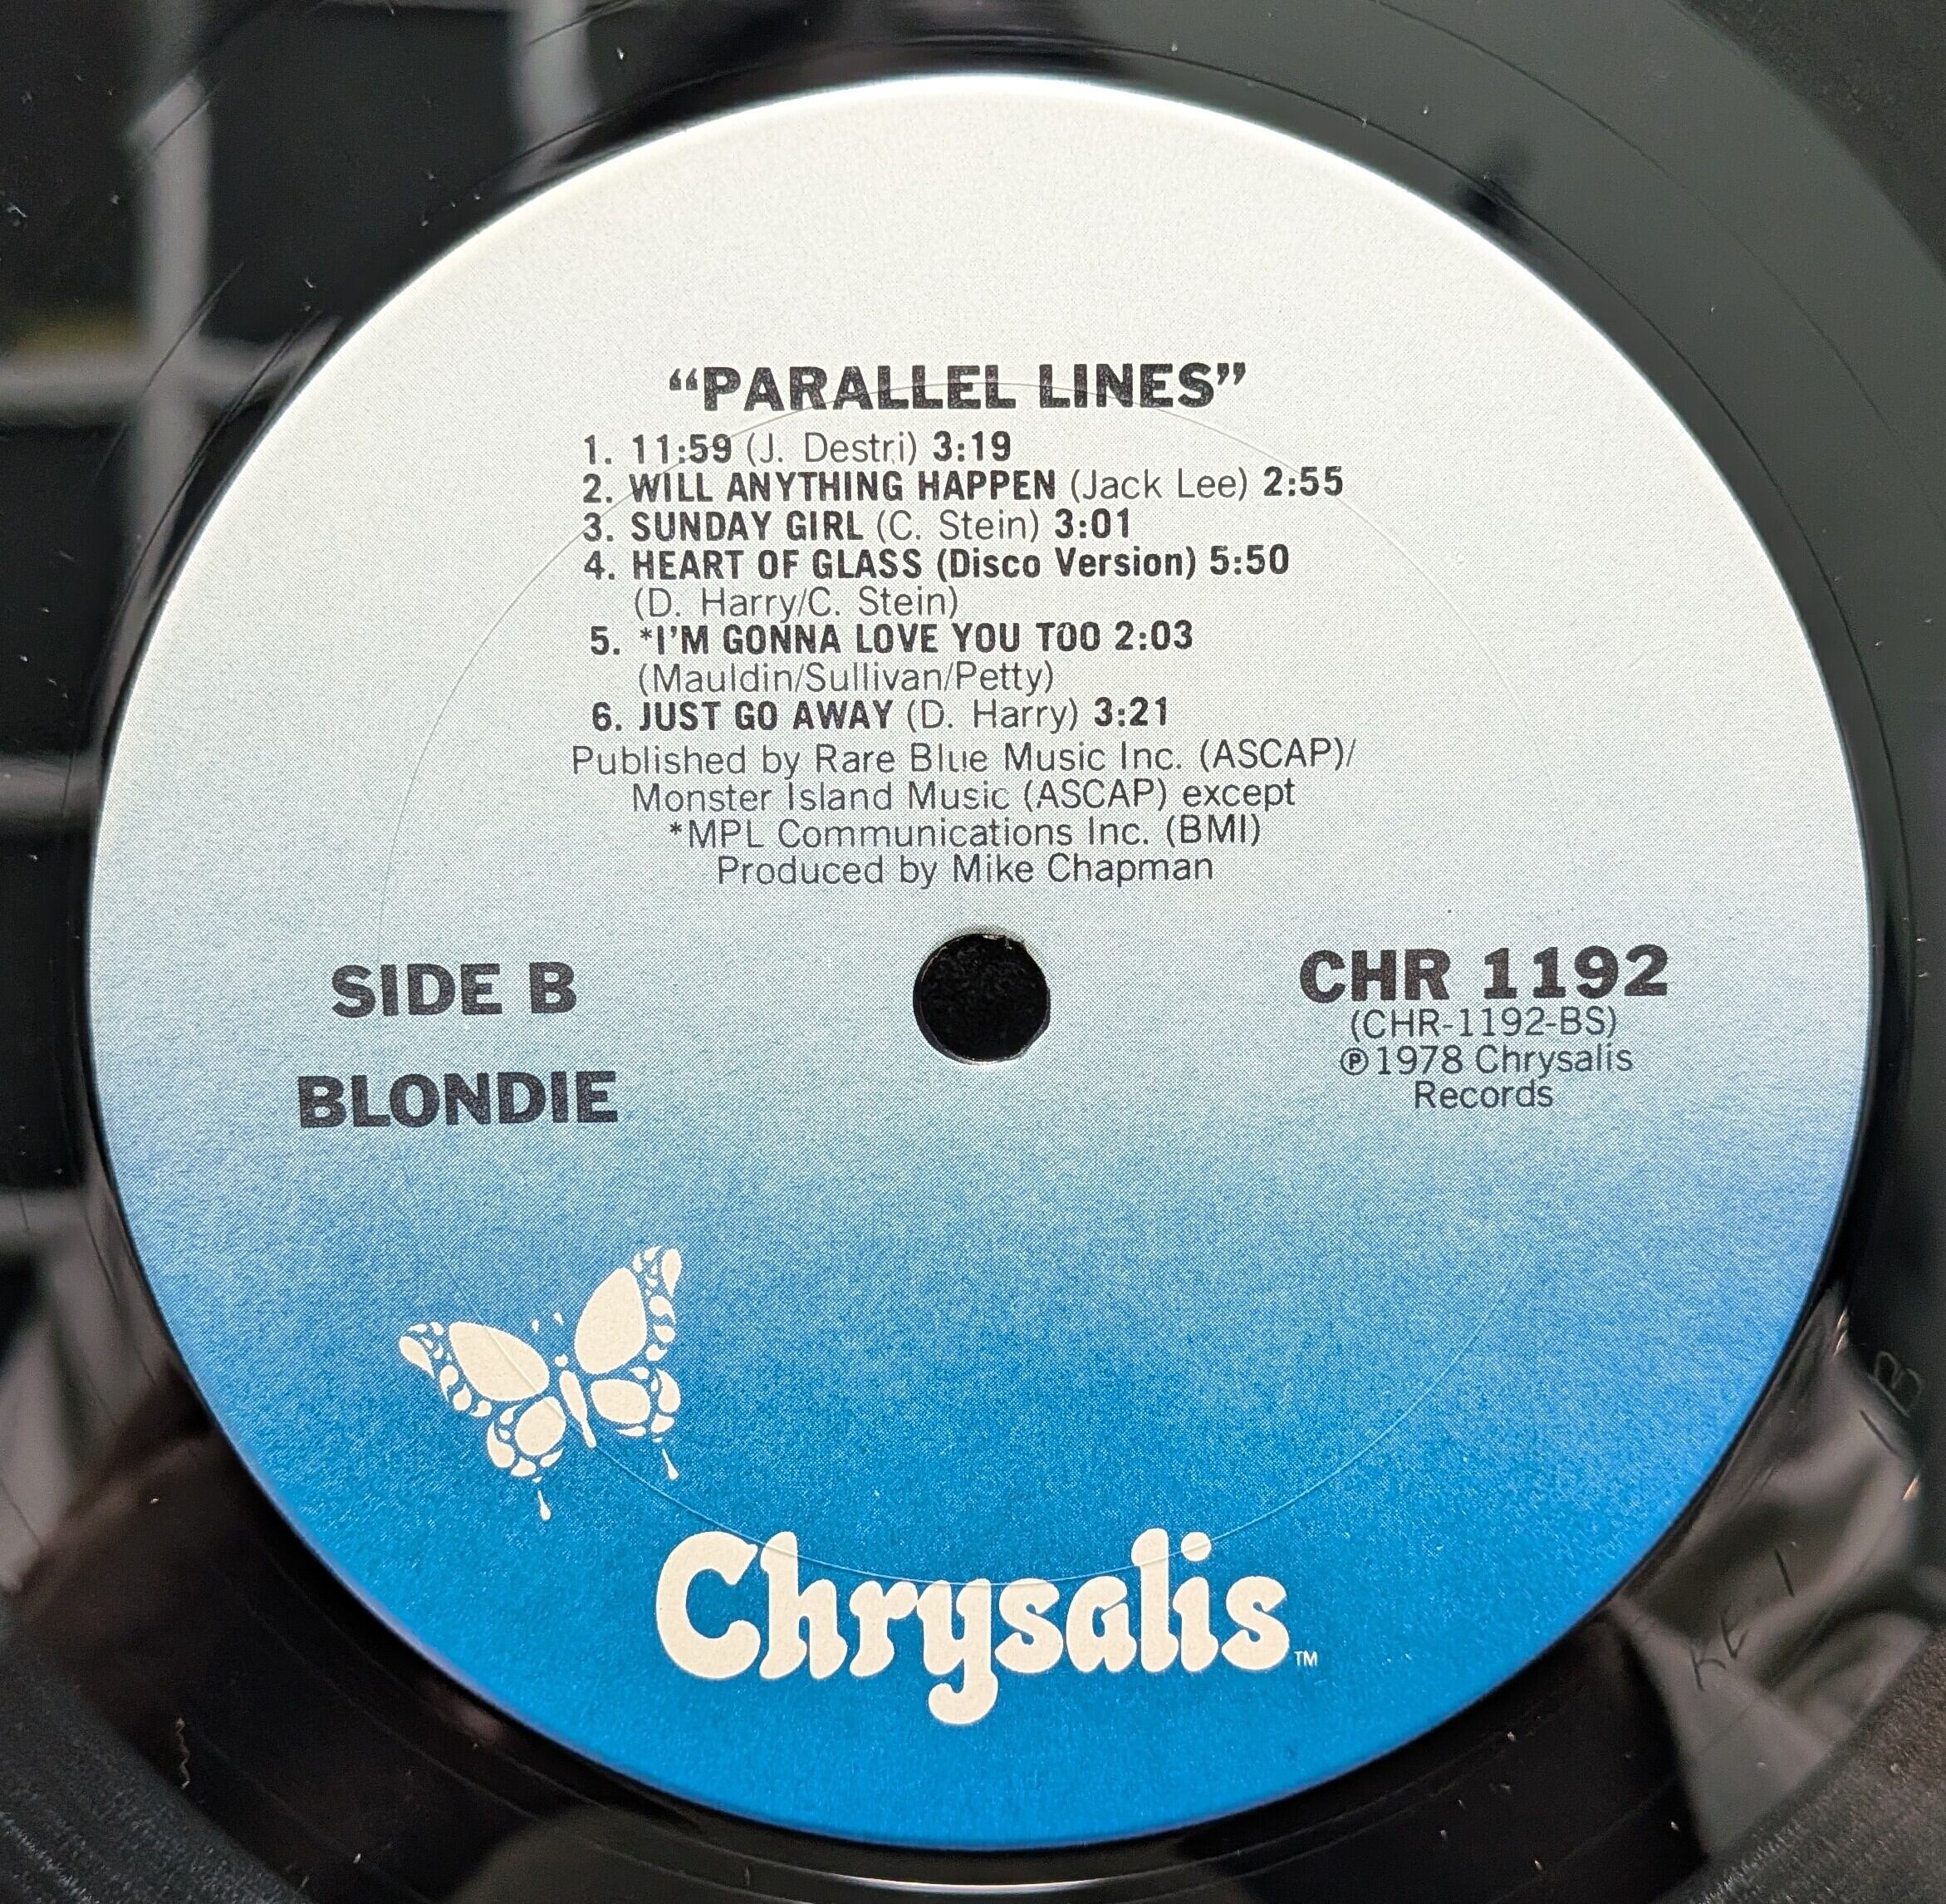 “PARALLEL LINES”
1. 11:59 (J. Destri) 3:19
2. WILL ANYTHING HAPPEN (Jack Lee) 2:55
3. SUNDAY GIRL (C. Stein) 3:01
4. HEART OF GLASS (Disco Version) 5:50
(D. Harry/C. Stein)
5. *I’M GONNA LOVE YOU TOO 2:03
(Mauldin/Sullivan/Petty)
6. JUST GO AWAY (D. Harry) 3:21
Published by Rare Blue Music Inc. (ASCAP)/
Monster Island Music (ASCAP) except
*MPL Communications Inc. (BMI)
Produced by Mike Chapman
SIDE B
BLONDIE
CHR 1192
(CHR-1192-BS)
℗1978 Chrysalis
Records
Chrysalis™